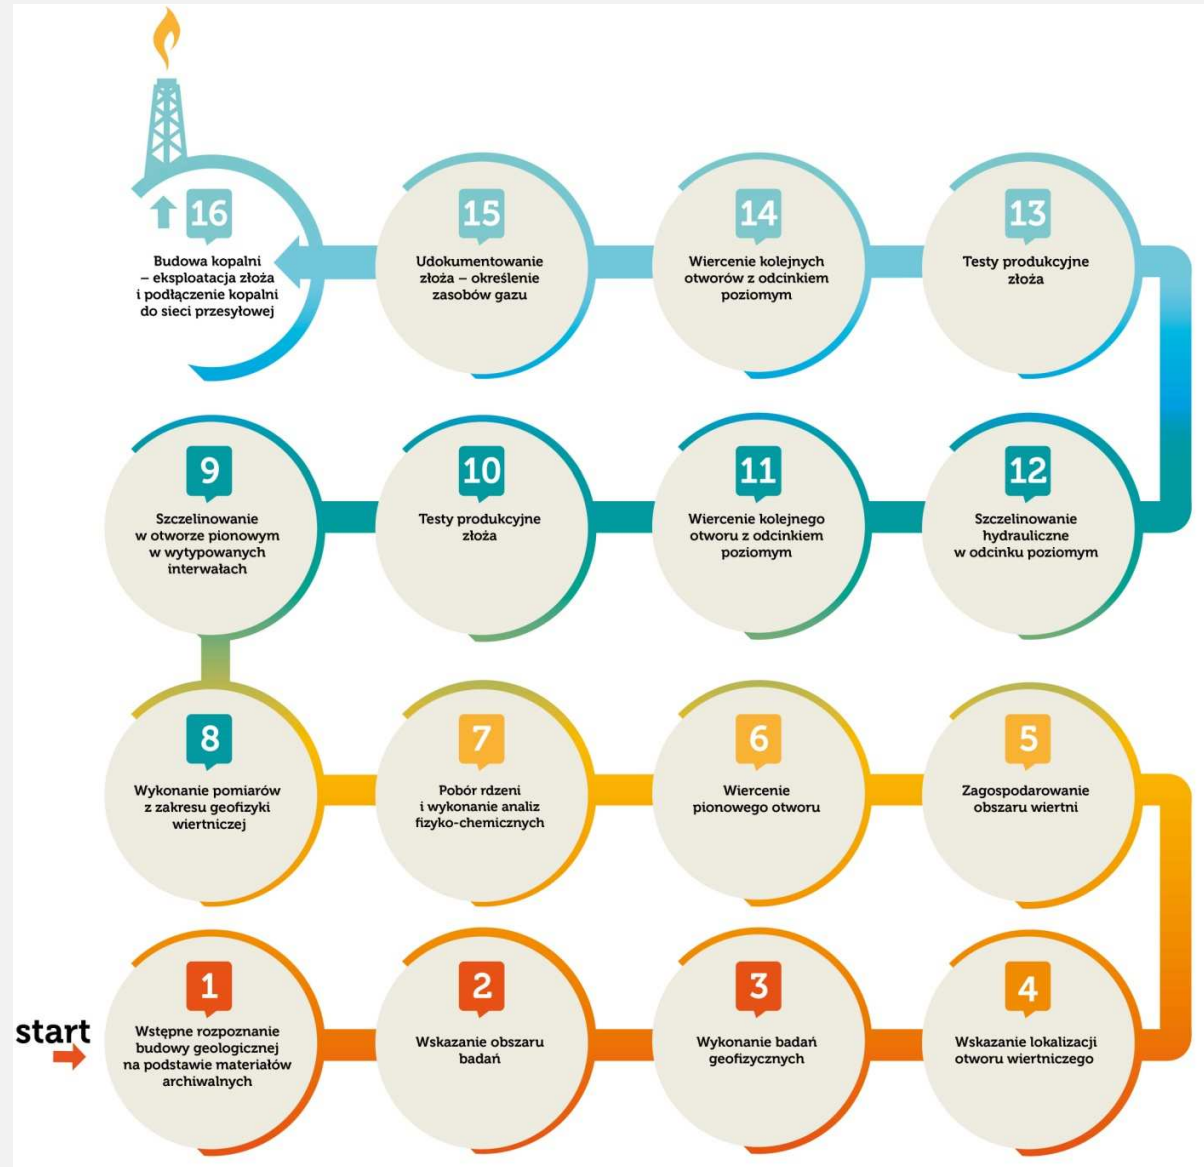 16
Budowa kopalni
– eksploatacja złoża
i podłączenie kopalni
do sieci przesyłowej
15
Udokumentowanie
złoża – określenie
zasobów gazu
14
Wiercenie kolejnych
otworów z odcinkiem
poziomym
13
Testy produkcyjne
złoża
9
Szczelinowanie
w otworze pionowym
w wytypowanych
interwałach
10
Testy produkcyjne
złoża
11
Wiercenie kolejnego
otworu z odcinkiem
poziomym
12
Szczelinowanie
hydrauliczne
w odcinku poziomym
8
Wykonanie pomiarów
z zakresu geofizyki
wiertniczej
7
Pobór rdzeni
i wykonanie analiz
fizyko-chemicznych
6
Wiercenie
pionowego otworu
5
Zagospodarowanie
obszaru wiertni
start
1
Wstępne rozpoznanie
budowy geologicznej
na podstawie materiałów
archiwalnych
2
Wskazanie obszaru
badań
3
Wykonanie badań
geofizycznych
4
Wskazanie lokalizacji
otworu wiertniczego